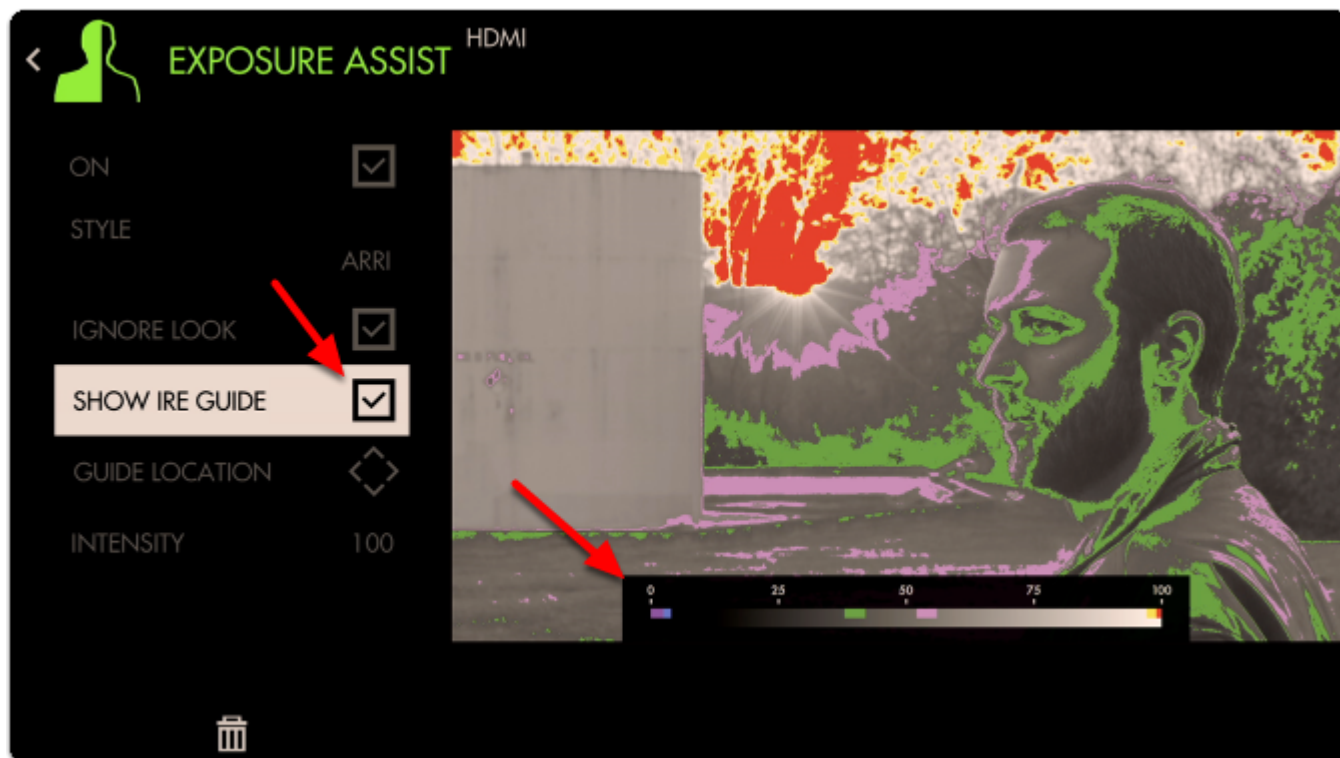 EXPOSURE ASSIST
HDMI
ON
STYLE
ARRI
IGNORE LOOK
SHOW IRE GUIDE
GUIDE LOCATION
INTENSITY 100
0 25 50 75 100